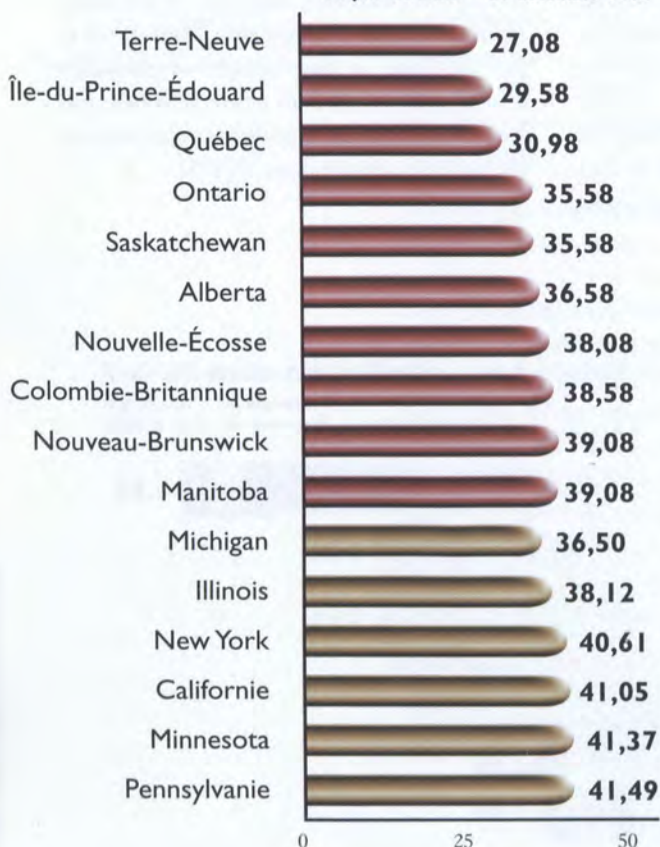 Terre-Neuve 27,08
Île-du-Prince-Édouard 29,58
Québec 30,98
Ontario 35,58
Saskatchewan 35,58
Alberta 36,58
Nouvelle-Écosse 38,08
Colombie-Britannique 38,58
Nouveau-Brunswick 39,08
Manitoba 39,08
Michigan 36,50
Illinois 38,12
New York 40,61
Californie 41,05
Minnesota 41,37
Pennsylvanie 41,49
0 25 50